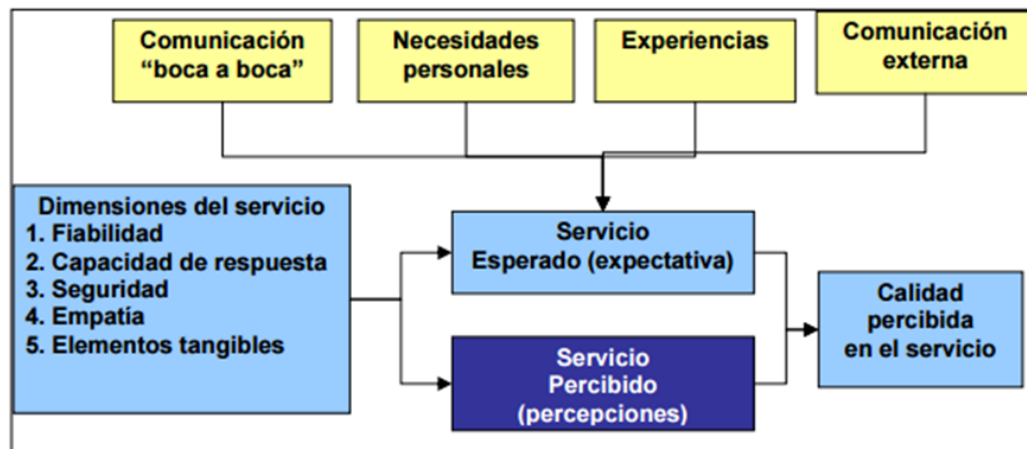 Comunicación
“boca a boca”
Necesidades
personales
Experiencias
Comunicación
externa
Dimensiones del servicio
1. Fiabilidad
2. Capacidad de respuesta
3. Seguridad
4. Empatía
5. Elementos tangibles
Servicio
Esperado (expectativa)
Servicio
Percibido
(percepciones)
Calidad
percibida
en el servicio